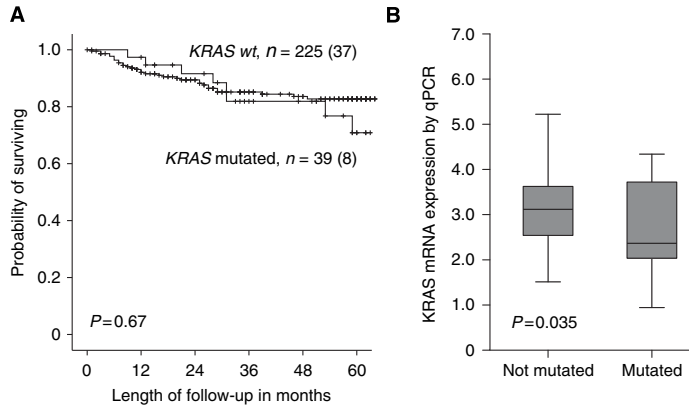 A
Probability of surviving
1.0
0.8
0.6
0.4
0.2
0
KRAS wt, n = 225 (37)
KRAS mutated, n = 39 (8)
P=0.67
0 12 24 36 48 60
Length of follow-up in months
B
KRAS mRNA expression by qPCR
7.0
6.0
5.0
4.0
3.0
2.0
1.0
0
P=0.035
Not mutated Mutated